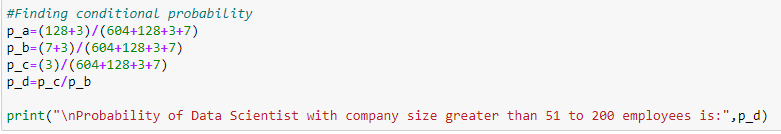 #Finding conditional probability
p_a=(128+3)/(604+128+3+7)
p_b=(7+3)/(604+128+3+7)
p_c=(3)/(604+128+3+7)
p_d=p_c/p_b
print("\nProbability of Data Scientist with company size greater than 51 to 200 employees is:",p_d)